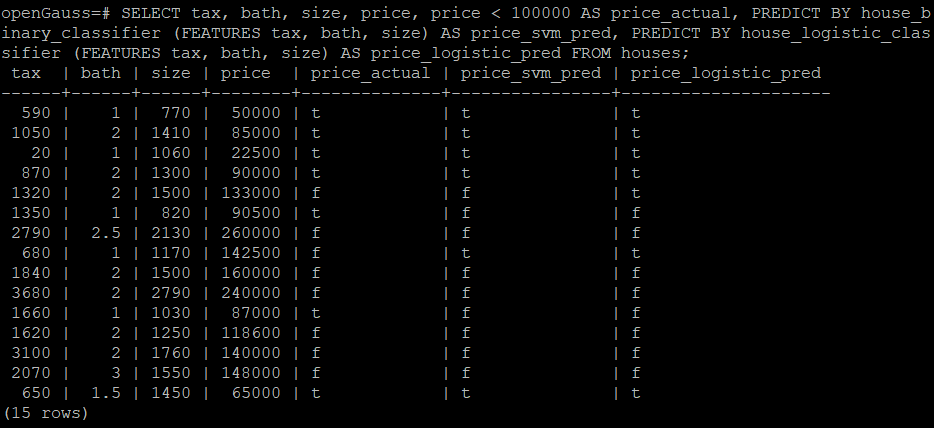 openGauss=# SELECT tax, bath, size, price, price < 100000 AS price_actual, PREDICT BY house_b
inary_classifier (FEATURES tax, bath, size) AS price_svm_pred, PREDICT BY house_logistic_clas
sifier (FEATURES tax, bath, size) AS price_logistic_pred FROM houses;
 tax  | bath | size | price  | price_actual | price_svm_pred | price_logistic_pred
------+------+------+--------+--------------+----------------+---------------------
  590 |    1 |  770 |  50000 | t            | t              | t
 1050 |    2 | 1410 |  85000 | t            | t              | t
   20 |    1 | 1060 |  22500 | t            | t              | t
  870 |    2 | 1300 |  90000 | t            | t              | t
 1320 |    2 | 1500 | 133000 | f            | f              | f
 1350 |    1 |  820 |  90500 | t            | f              | f
 2790 |  2.5 | 2130 | 260000 | f            | f              | f
  680 |    1 | 1170 | 142500 | f            | t              | t
 1840 |    2 | 1500 | 160000 | f            | f              | f
 3680 |    2 | 2790 | 240000 | f            | f              | f
 1660 |    1 | 1030 |  87000 | t            | f              | f
 1620 |    2 | 1250 | 118600 | f            | f              | f
 3100 |    2 | 1760 | 140000 | f            | f              | f
 2070 |    3 | 1550 | 148000 | f            | f              | f
  650 |  1.5 | 1450 |  65000 | t            | t              | t
(15 rows)